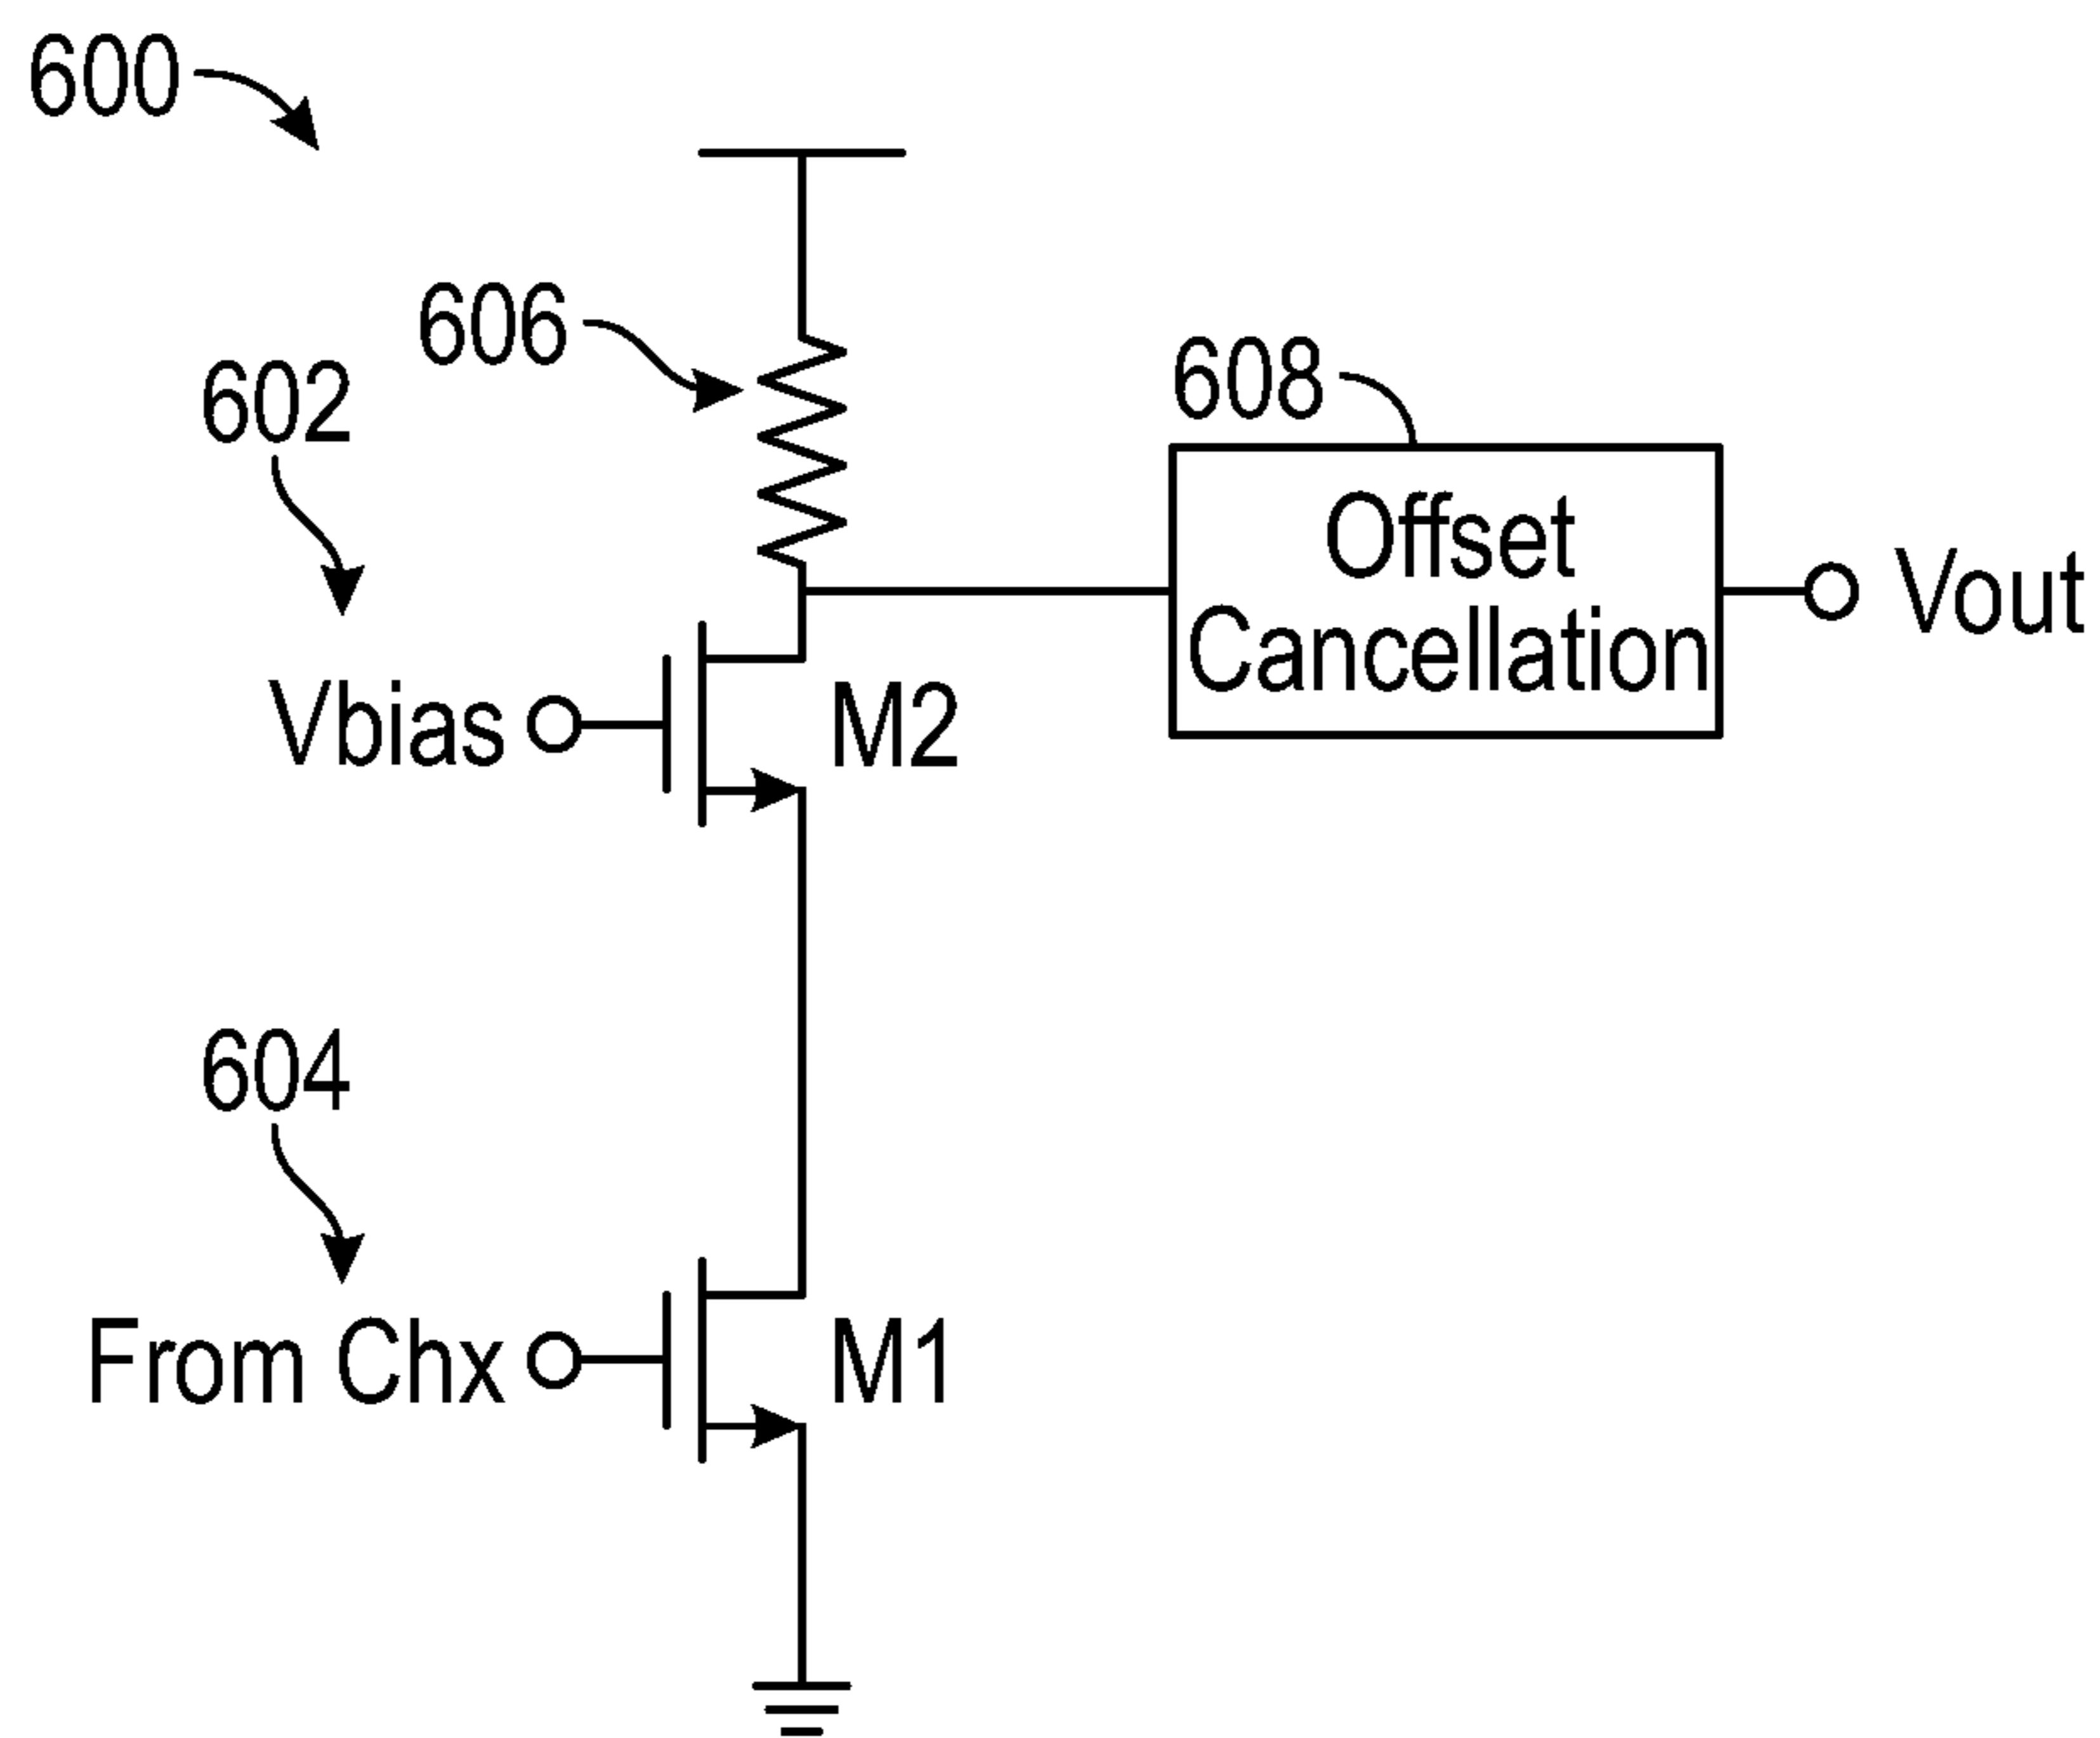 600
606
602
608
Offset
Cancellation
Vout
Vbias
M2
604
From Chx
M1